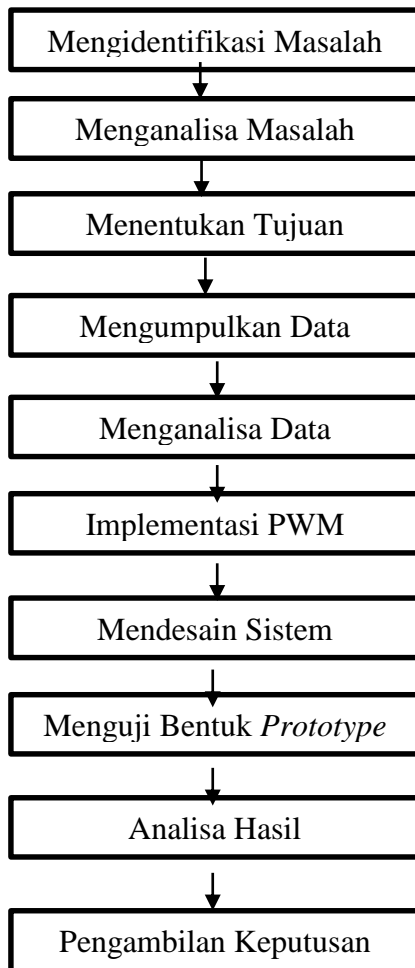 Mengidentifikasi Masalah
Menganalisa Masalah
Menentukan Tujuan
Mengumpulkan Data
Menganalisa Data
Implementasi PWM
Mendesain Sistem
Menguji Bentuk Prototype
Analisa Hasil
Pengambilan Keputusan